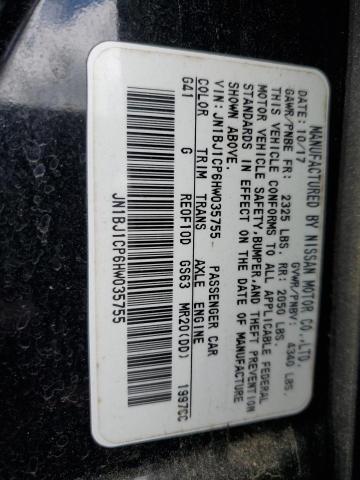 MANUFACTURED BY NISSAN MOTOR CO.,LTD.
DATE: 10/17 GVWR/PNBV: 4340 LBS.
GAWR/PNBE FR: 2325 LBS. RR: 2050 LBS.
THIS VEHICLE CONFORMS TO ALL APPLICABLE FEDERAL
MOTOR VEHICLE SAFETY,BUMPER,AND THEFT PREVENTION
STANDARDS IN EFFECT ON THE DATE OF MANUFACTURE
SHOWN ABOVE.
VIN:JN1BJ1CP6HW035755 PASSENGER CAR
COLOR TRIM TRANS AXLE ENGINE
G41 G RE0F10D GS63 MR20(DD) 1997CC
JN1BJ1CP6HW035755